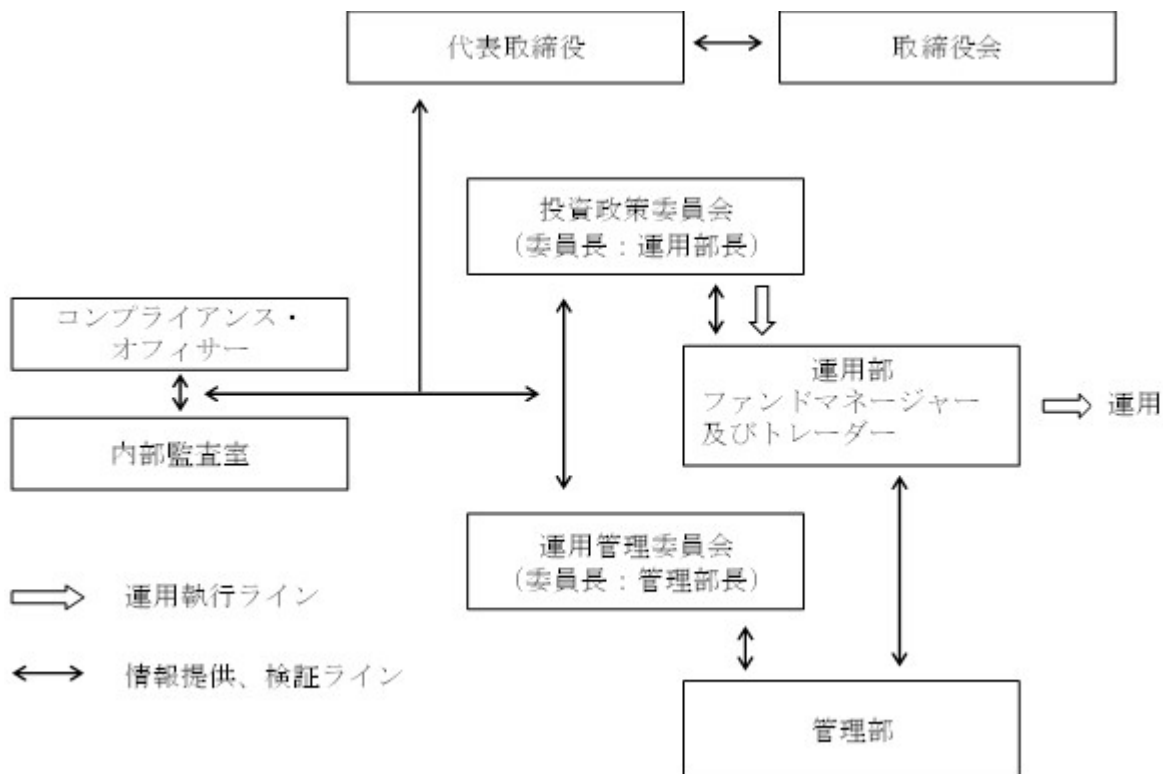 代表取締役
取締役会
投資政策委員会
（委員長：運用部長）
コンプライアンス・
オフィサー
運用部
ファンドマネージャー
及びトレーダー
運用
内部監査室
運用管理委員会
（委員長：管理部長）
運用執行ライン
情報提供、検証ライン
管理部